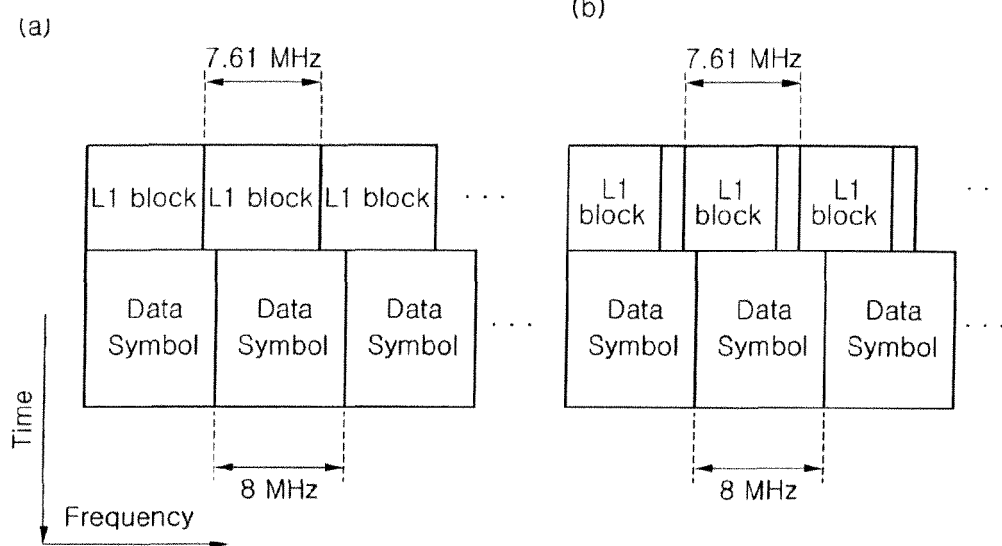 (a)
7.61 MHz
L1 block L1 block L1 block ...
Data Symbol Data Symbol Data Symbol ...
8 MHz
Time
Frequency
(b)
7.61 MHz
L1 block L1 block L1 block ..
Data Symbol Data Symbol Data Symbol ...
8 MHz